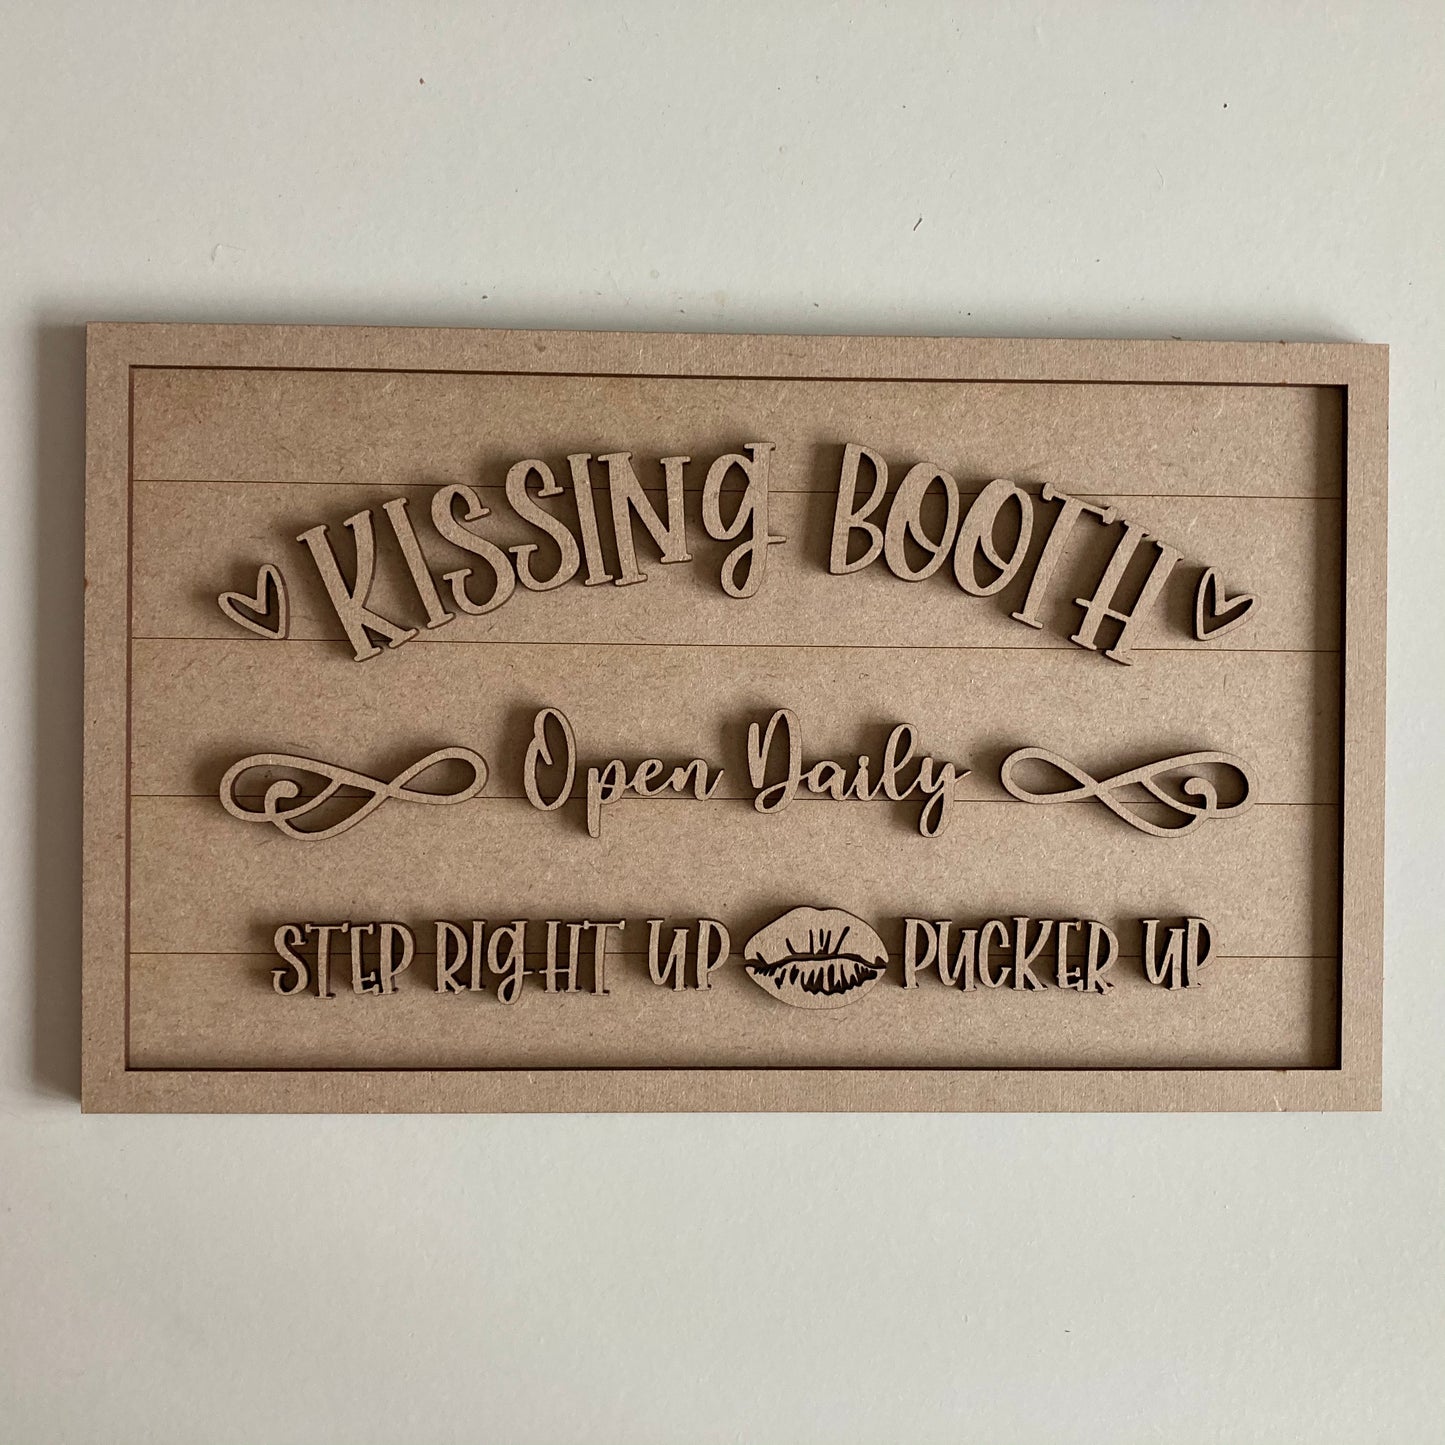 KISSING BOOTH
Open Daily
STEP RIGHT UP PUCKER UP